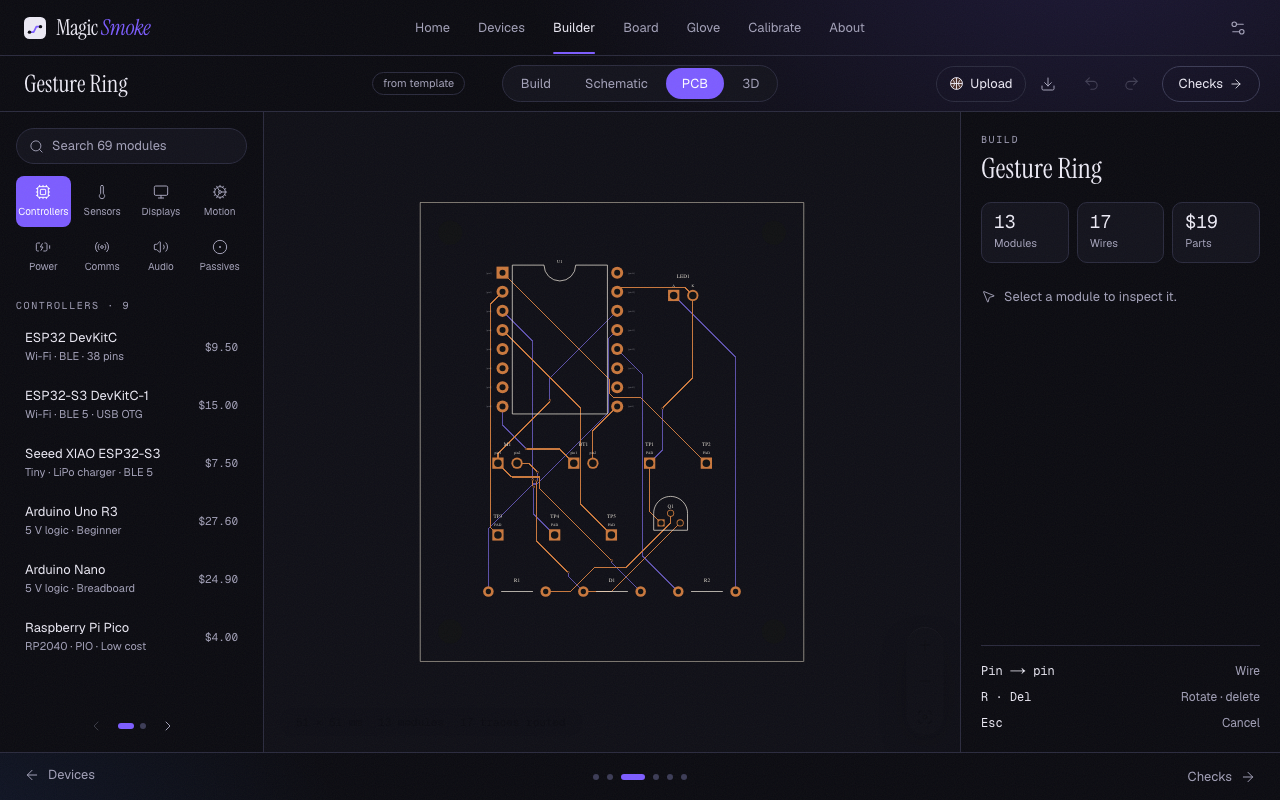 Magic Smoke
Home
Devices
Builder
Board
Glove
Calibrate
About
Gesture Ring
from template
Build
Schematic
PCB
3D
Upload
Checks
Search 69 modules
Controllers
Sensors
Displays
Motion
Power
Comms
Audio
Passives
CONTROLLERS · 9
ESP32 DevKitC
Wi-Fi · BLE · 38 pins
$9.50
ESP32-S3 DevKitC-1
Wi-Fi · BLE 5 · USB OTG
$15.00
Seeed XIAO ESP32-S3
Tiny · LiPo charger · BLE 5
$7.50
Arduino Uno R3
5 V logic · Beginner
$27.60
Arduino Nano
5 V logic · Breadboard
$24.90
Raspberry Pi Pico
RP2040 · PIO · Low cost
$4.00
U1
LED1
TP1
TP2
TP3
TP4
TP5
Q1
R1
D1
R2
BUILD
Gesture Ring
13
Modules
17
Wires
$19
Parts
Select a module to inspect it.
Pin → pin
Wire
R · Del
Rotate · delete
Esc
Cancel
Devices
Checks